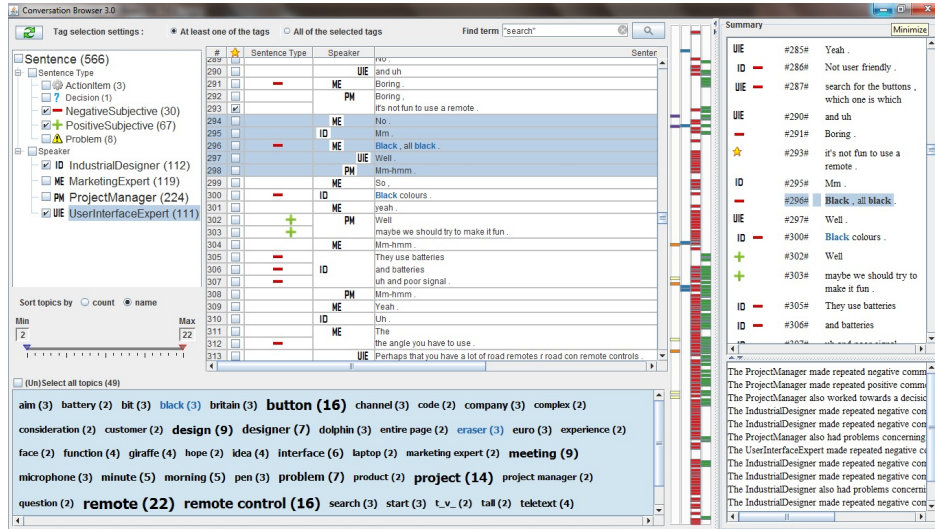 Conversation Browser 3.0
Minimize
Tag selection settings :
At least one of the tags
All of the selected tags
Find term
"search"
Sentence (566)
Sentence Type
ActionItem (3)
? Decision (1)
NegativeSubjective (30)
PositiveSubjective (67)
Problem (8)
Speaker
ID IndustrialDesigner (112)
ME MarketingExpert (119)
PM ProjectManager (224)
UIE UserInterfaceExpert (111)
Sort topics by count name
Min Max
2 22
# Sentence Type Speaker Senter
289 No .
290 UIE and uh
291 ME Boring .
292 PM Boring ,
293 it's not fun to use a remote .
294 ME No .
295 ID Mm .
296 ME Black , all black .
297 UIE Well .
298 PM Mm-hmm .
299 ME So ,
300 ID Black colours .
301 ME yeah .
302 PM Well
303 maybe we should try to make it fun .
304 ME Mm-hmm .
305 They use batteries
306 ID and batteries
307 uh and poor signal .
308 PM Mm-hmm .
309 ME Yeah .
310 ID Uh .
311 ME The
312 the angle you have to use .
313 UIE Perhaps that you have a lot of road remotes r road con remote controls .
(Un)Select all topics (49)
aim (3) battery (2) bit (3) black (3) britain (3) button (16) channel (3) code (2) company (3) complex (2)
consideration (2) customer (2) design (9) designer (7) dolphin (3) entire page (2) eraser (3) euro (3) experience (2)
face (2) function (4) giraffe (4) hope (2) idea (4) interface (6) laptop (2) marketing expert (2) meeting (9)
microphone (3) minute (5) morning (5) pen (3) problem (7) product (2) project (14) project manager (2)
question (2) remote (22) remote control (16) search (3) start (3) t_v_ (2) tall (2) teletext (4)
Summary
UIE #285# Yeah .
ID #286# Not user friendly .
UIE #287# search for the buttons ,
which one is which
UIE #290# and uh
#291# Boring .
#293# it's not fun to use a
remote .
ID #295# Mm .
#296# Black , all black .
UIE #297# Well .
ID #300# Black colours .
#302# Well
#303# maybe we should try to
make it fun .
ID #305# They use batteries
ID #306# and batteries
The ProjectManager made repeated negative comm
The ProjectManager made repeated positive comme
The ProjectManager also worked towards a decisio
The IndustrialDesigner made repeated negative con
The IndustrialDesigner made repeated negative con
The ProjectManager also had problems concerning
The UserInterfaceExpert made repeated negative co
The IndustrialDesigner made repeated negative con
The IndustrialDesigner made repeated negative con
The IndustrialDesigner also had problems concerni
The IndustrialDesigner made repeated negative con